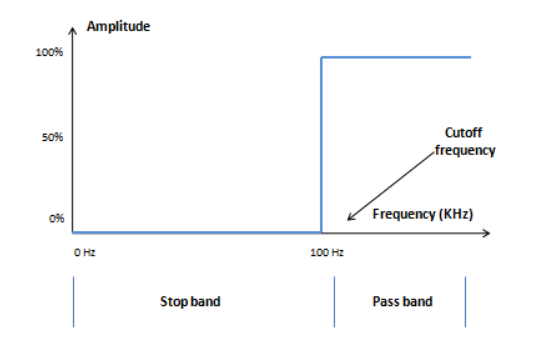 Amplitude
100%
50%
Cutoff
frequency
0%
Frequency (KHz)
0 Hz
100 Hz
Stop band
Pass band